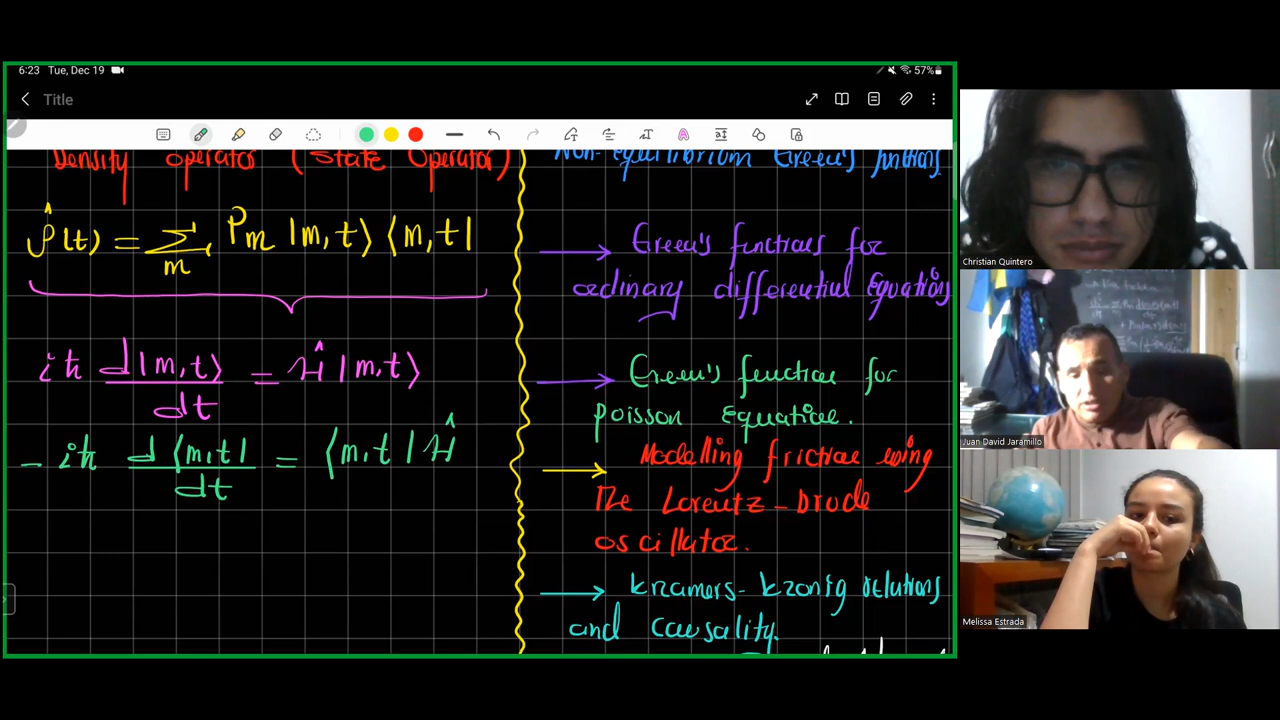 6:23 Tue, Dec 19
57%
Title
Density operator (State Operator)
ρ̂(t) = Σ_m P_m |m,t⟩⟨m,t|
iħ d|m,t⟩/dt = Ĥ|m,t⟩
-iħ d⟨m,t|/dt = ⟨m,t|Ĥ
Non-equilibrium Green's functions
→ Green's functions for
ordinary differential Equations
→ Green's function for
poisson Equation.
→ Modelling friction using
The Lorentz-Drude
oscillator.
→ kramers-kronig relations
and causality.
Christian Quintero
Juan David Jaramillo
Melissa Estrada